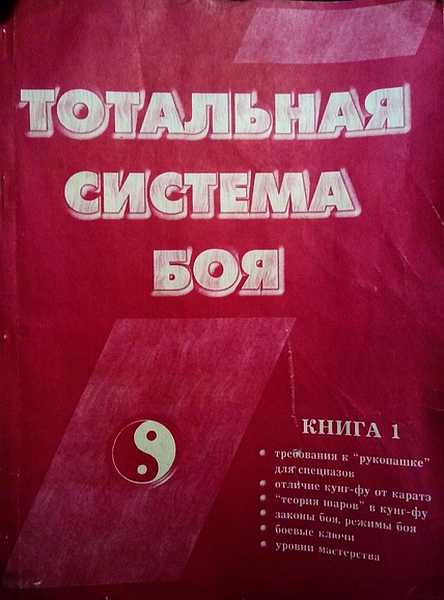 ТОТАЛЬНАЯ
СИСТЕМА
БОЯ
КНИГА 1
• требования к "рукопашке"
для спецназов
• отличие кунг-фу от каратэ
• "теория шаров" в кунг-фу
• законы боя, режимы боя
• боевые ключи
• уровни мастерства